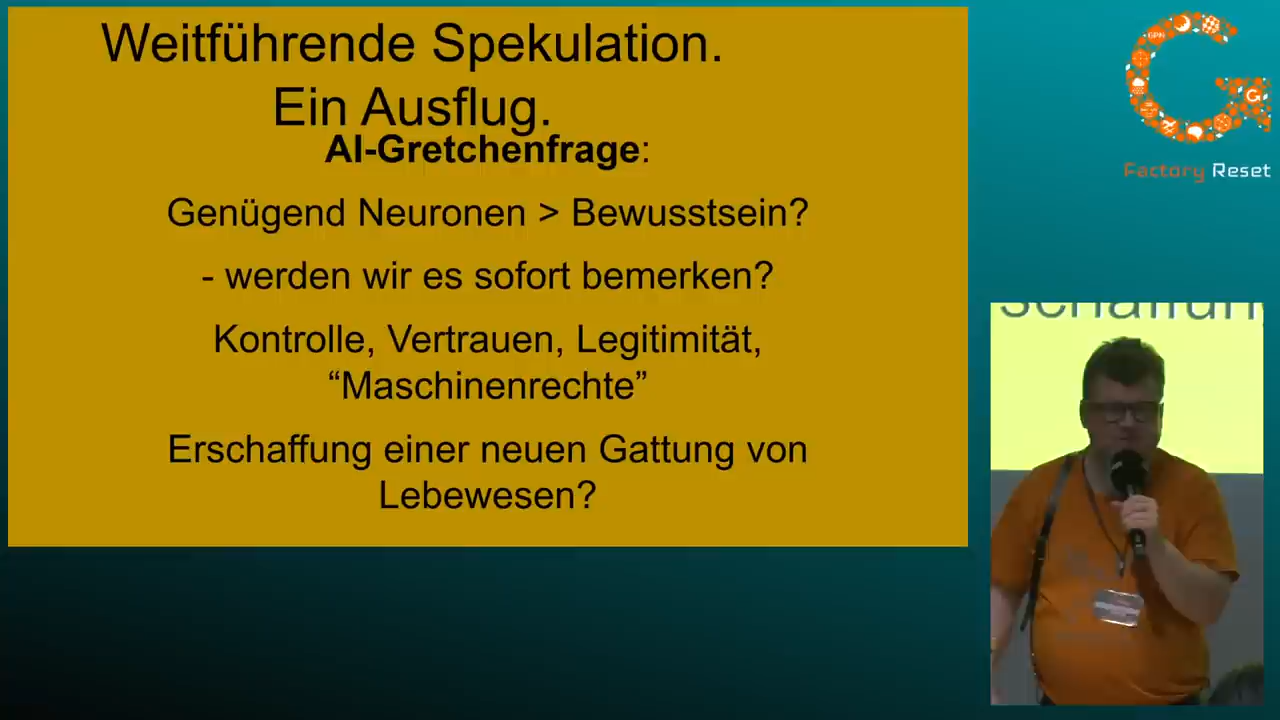 Weitführende Spekulation.
Ein Ausflug.
AI-Gretchenfrage:
Genügend Neuronen > Bewusstsein?
- werden wir es sofort bemerken?
Kontrolle, Vertrauen, Legitimität,
“Maschinenrechte”
Erschaffung einer neuen Gattung von
Lebewesen?
GPN
G
Factory Reset